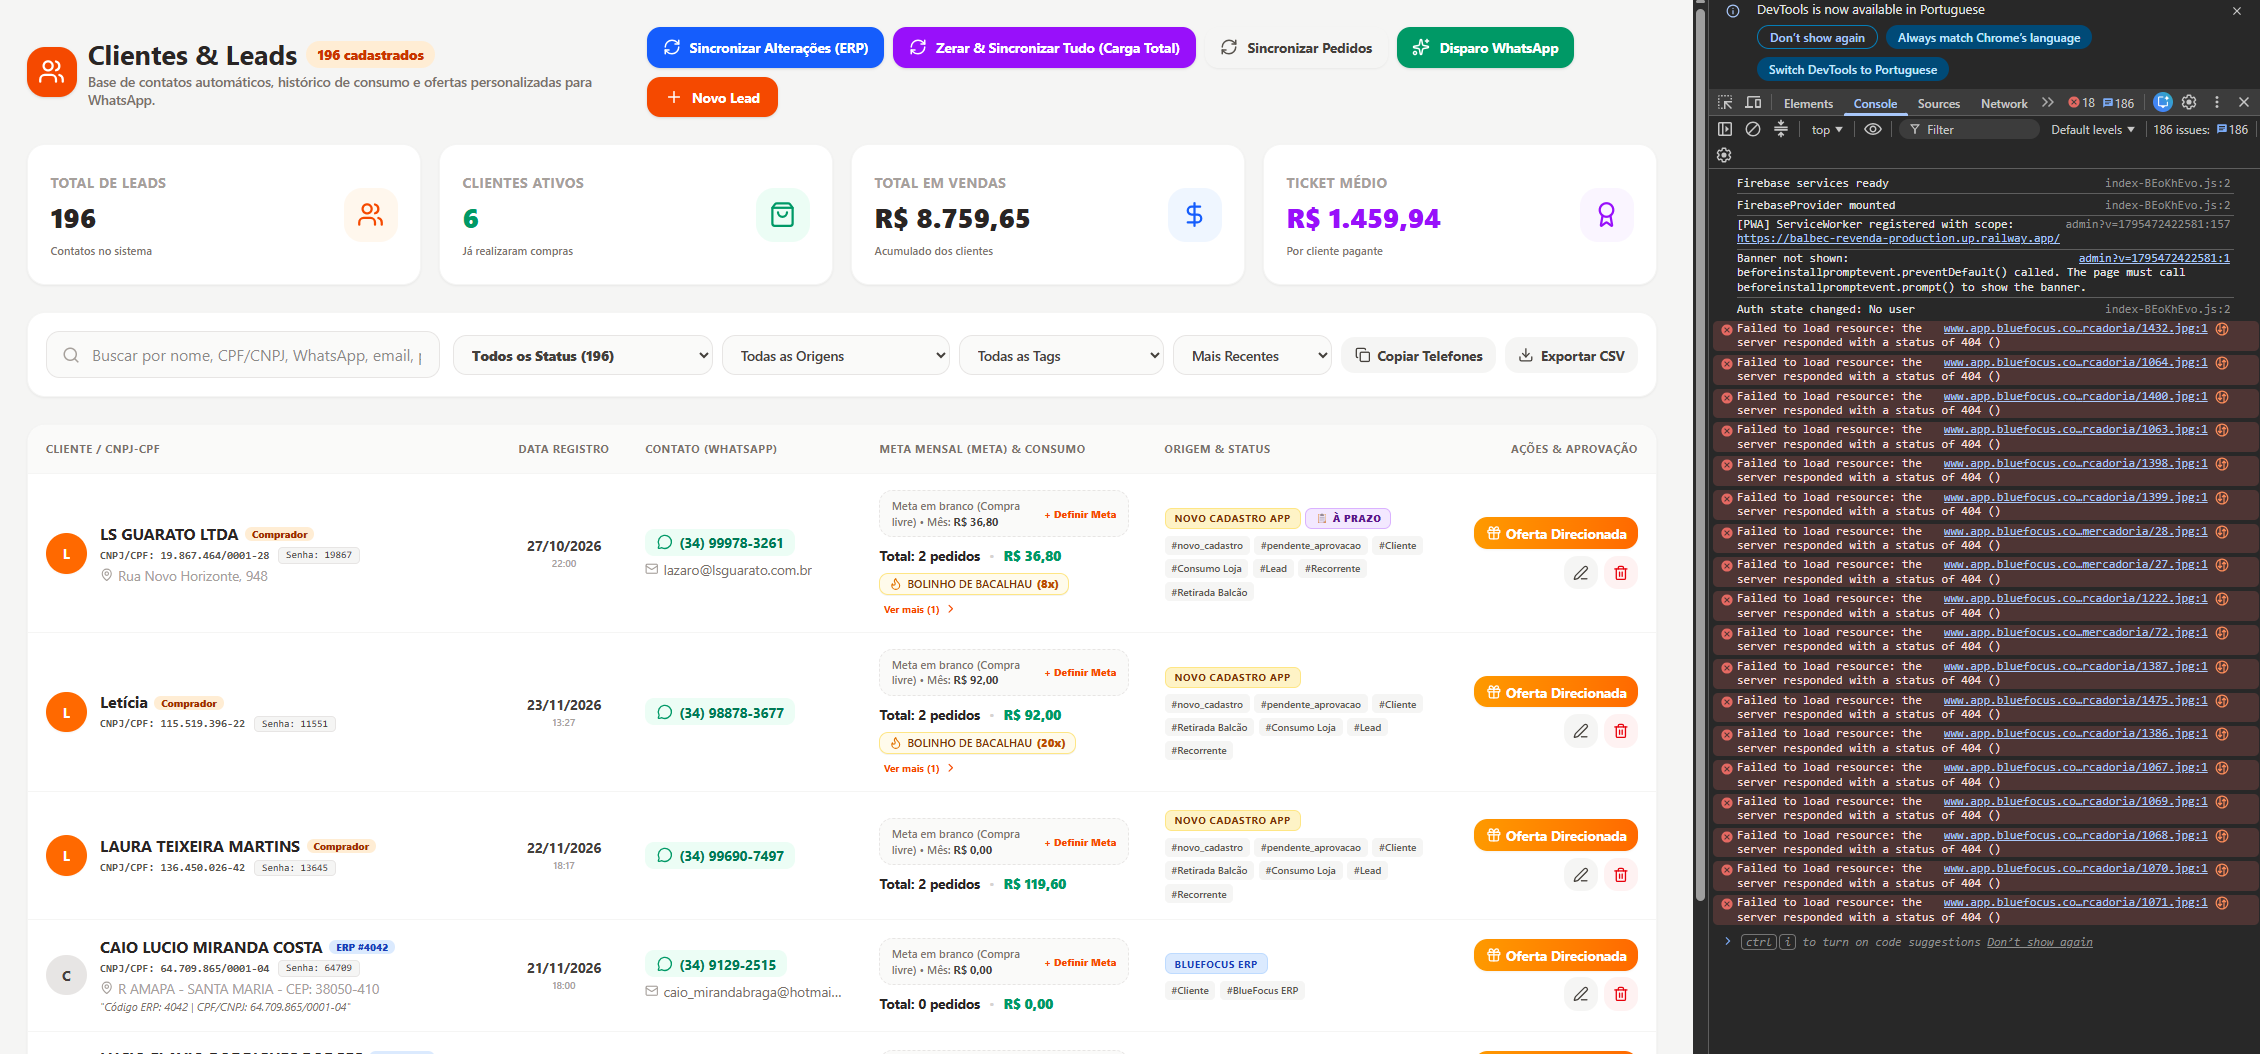 Clientes & Leads 196 cadastrados
Base de contatos automáticos, histórico de consumo e ofertas personalizadas para
WhatsApp.
Sincronizar Alterações (ERP)
Zerar & Sincronizar Tudo (Carga Total)
Sincronizar Pedidos
Disparo WhatsApp
+ Novo Lead
TOTAL DE LEADS
196
Contatos no sistema
CLIENTES ATIVOS
6
Já realizaram compras
TOTAL EM VENDAS
R$ 8.759,65
Acumulado dos clientes
TICKET MÉDIO
R$ 1.459,94
Por cliente pagante
Buscar por nome, CPF/CNPJ, WhatsApp, email,
Todos os Status (196)
Todas as Origens
Todas as Tags
Mais Recentes
Copiar Telefones
Exportar CSV
CLIENTE / CNPJ-CPF DATA REGISTRO CONTATO (WHATSAPP) META MENSAL (META) & CONSUMO ORIGEM & STATUS AÇÕES & APROVAÇÃO
L
LS GUARATO LTDA Comprador
CNPJ/CPF: 19.867.464/0001-28 Senha: 19867
Rua Novo Horizonte, 948
27/10/2026
22:00
(34) 99978-3261
lazaro@lsguarato.com.br
Meta em branco (Compra
livre) • Mês: R$ 36,80
+ Definir Meta
Total: 2 pedidos • R$ 36,80
BOLINHO DE BACALHAU (8x)
Ver mais (1) >
NOVO CADASTRO APP À PRAZO
#novo_cadastro #pendente_aprovacao #Cliente
#Consumo Loja #Lead #Recorrente
#Retirada Balcão
Oferta Direcionada
L
Letícia Comprador
CNPJ/CPF: 115.519.396-22 Senha: 11551
23/11/2026
13:27
(34) 98878-3677
Meta em branco (Compra
livre) • Mês: R$ 92,00
+ Definir Meta
Total: 2 pedidos • R$ 92,00
BOLINHO DE BACALHAU (20x)
Ver mais (1) >
NOVO CADASTRO APP
#novo_cadastro #pendente_aprovacao #Cliente
#Retirada Balcão #Consumo Loja #Lead
#Recorrente
Oferta Direcionada
L
LAURA TEIXEIRA MARTINS Comprador
CNPJ/CPF: 136.450.026-42 Senha: 13645
22/11/2026
18:17
(34) 99690-7497
Meta em branco (Compra
livre) • Mês: R$ 0,00
+ Definir Meta
Total: 2 pedidos • R$ 119,60
NOVO CADASTRO APP
#novo_cadastro #pendente_aprovacao #Cliente
#Retirada Balcão #Consumo Loja #Lead
#Recorrente
Oferta Direcionada
C
CAIO LUCIO MIRANDA COSTA ERP #4042
CNPJ/CPF: 64.709.865/0001-04 Senha: 64709
R AMAPA - SANTA MARIA - CEP: 38050-410
"Código ERP: 4042 | CPF/CNPJ: 64.709.865/0001-04"
21/11/2026
18:00
(34) 9129-2515
caio_mirandabraga@hotmai...
Meta em branco (Compra
livre) • Mês: R$ 0,00
+ Definir Meta
Total: 0 pedidos • R$ 0,00
BLUEFOCUS ERP
#Cliente #BlueFocus ERP
Oferta Direcionada
DevTools is now available in Portuguese
Don't show again Always match Chrome's language
Switch DevTools to Portuguese
Elements Console Sources Network 18 186
top Filter Default levels 186 issues: 186
Firebase services ready index-BEoKhEvo.js:2
FirebaseProvider mounted index-BEoKhEvo.js:2
[PWA] ServiceWorker registered with scope: admin?v=1795472422581:157
https://balbec-revenda-production.up.railway.app/
Banner not shown: admin?v=1795472422581:1
beforeinstallpromptevent.preventDefault() called. The page must call
beforeinstallpromptevent.prompt() to show the banner.
Auth state changed: No user index-BEoKhEvo.js:2
Failed to load resource: the www.app.bluefocus.co…rcadoria/1432.jpg:1
server responded with a status of 404 ()
Failed to load resource: the www.app.bluefocus.co…rcadoria/1064.jpg:1
server responded with a status of 404 ()
Failed to load resource: the www.app.bluefocus.co…rcadoria/1400.jpg:1
server responded with a status of 404 ()
Failed to load resource: the www.app.bluefocus.co…rcadoria/1063.jpg:1
server responded with a status of 404 ()
Failed to load resource: the www.app.bluefocus.co…rcadoria/1398.jpg:1
server responded with a status of 404 ()
Failed to load resource: the www.app.bluefocus.co…rcadoria/1399.jpg:1
server responded with a status of 404 ()
Failed to load resource: the www.app.bluefocus.co…mercadoria/28.jpg:1
server responded with a status of 404 ()
Failed to load resource: the www.app.bluefocus.co…mercadoria/27.jpg:1
server responded with a status of 404 ()
Failed to load resource: the www.app.bluefocus.co…rcadoria/1222.jpg:1
server responded with a status of 404 ()
Failed to load resource: the www.app.bluefocus.co…mercadoria/72.jpg:1
server responded with a status of 404 ()
Failed to load resource: the www.app.bluefocus.co…rcadoria/1387.jpg:1
server responded with a status of 404 ()
Failed to load resource: the www.app.bluefocus.co…rcadoria/1475.jpg:1
server responded with a status of 404 ()
Failed to load resource: the www.app.bluefocus.co…rcadoria/1386.jpg:1
server responded with a status of 404 ()
Failed to load resource: the www.app.bluefocus.co…rcadoria/1067.jpg:1
server responded with a status of 404 ()
Failed to load resource: the www.app.bluefocus.co…rcadoria/1069.jpg:1
server responded with a status of 404 ()
Failed to load resource: the www.app.bluefocus.co…rcadoria/1068.jpg:1
server responded with a status of 404 ()
Failed to load resource: the www.app.bluefocus.co…rcadoria/1070.jpg:1
server responded with a status of 404 ()
Failed to load resource: the www.app.bluefocus.co…rcadoria/1071.jpg:1
server responded with a status of 404 ()
ctrl i to turn on code suggestions Don't show again